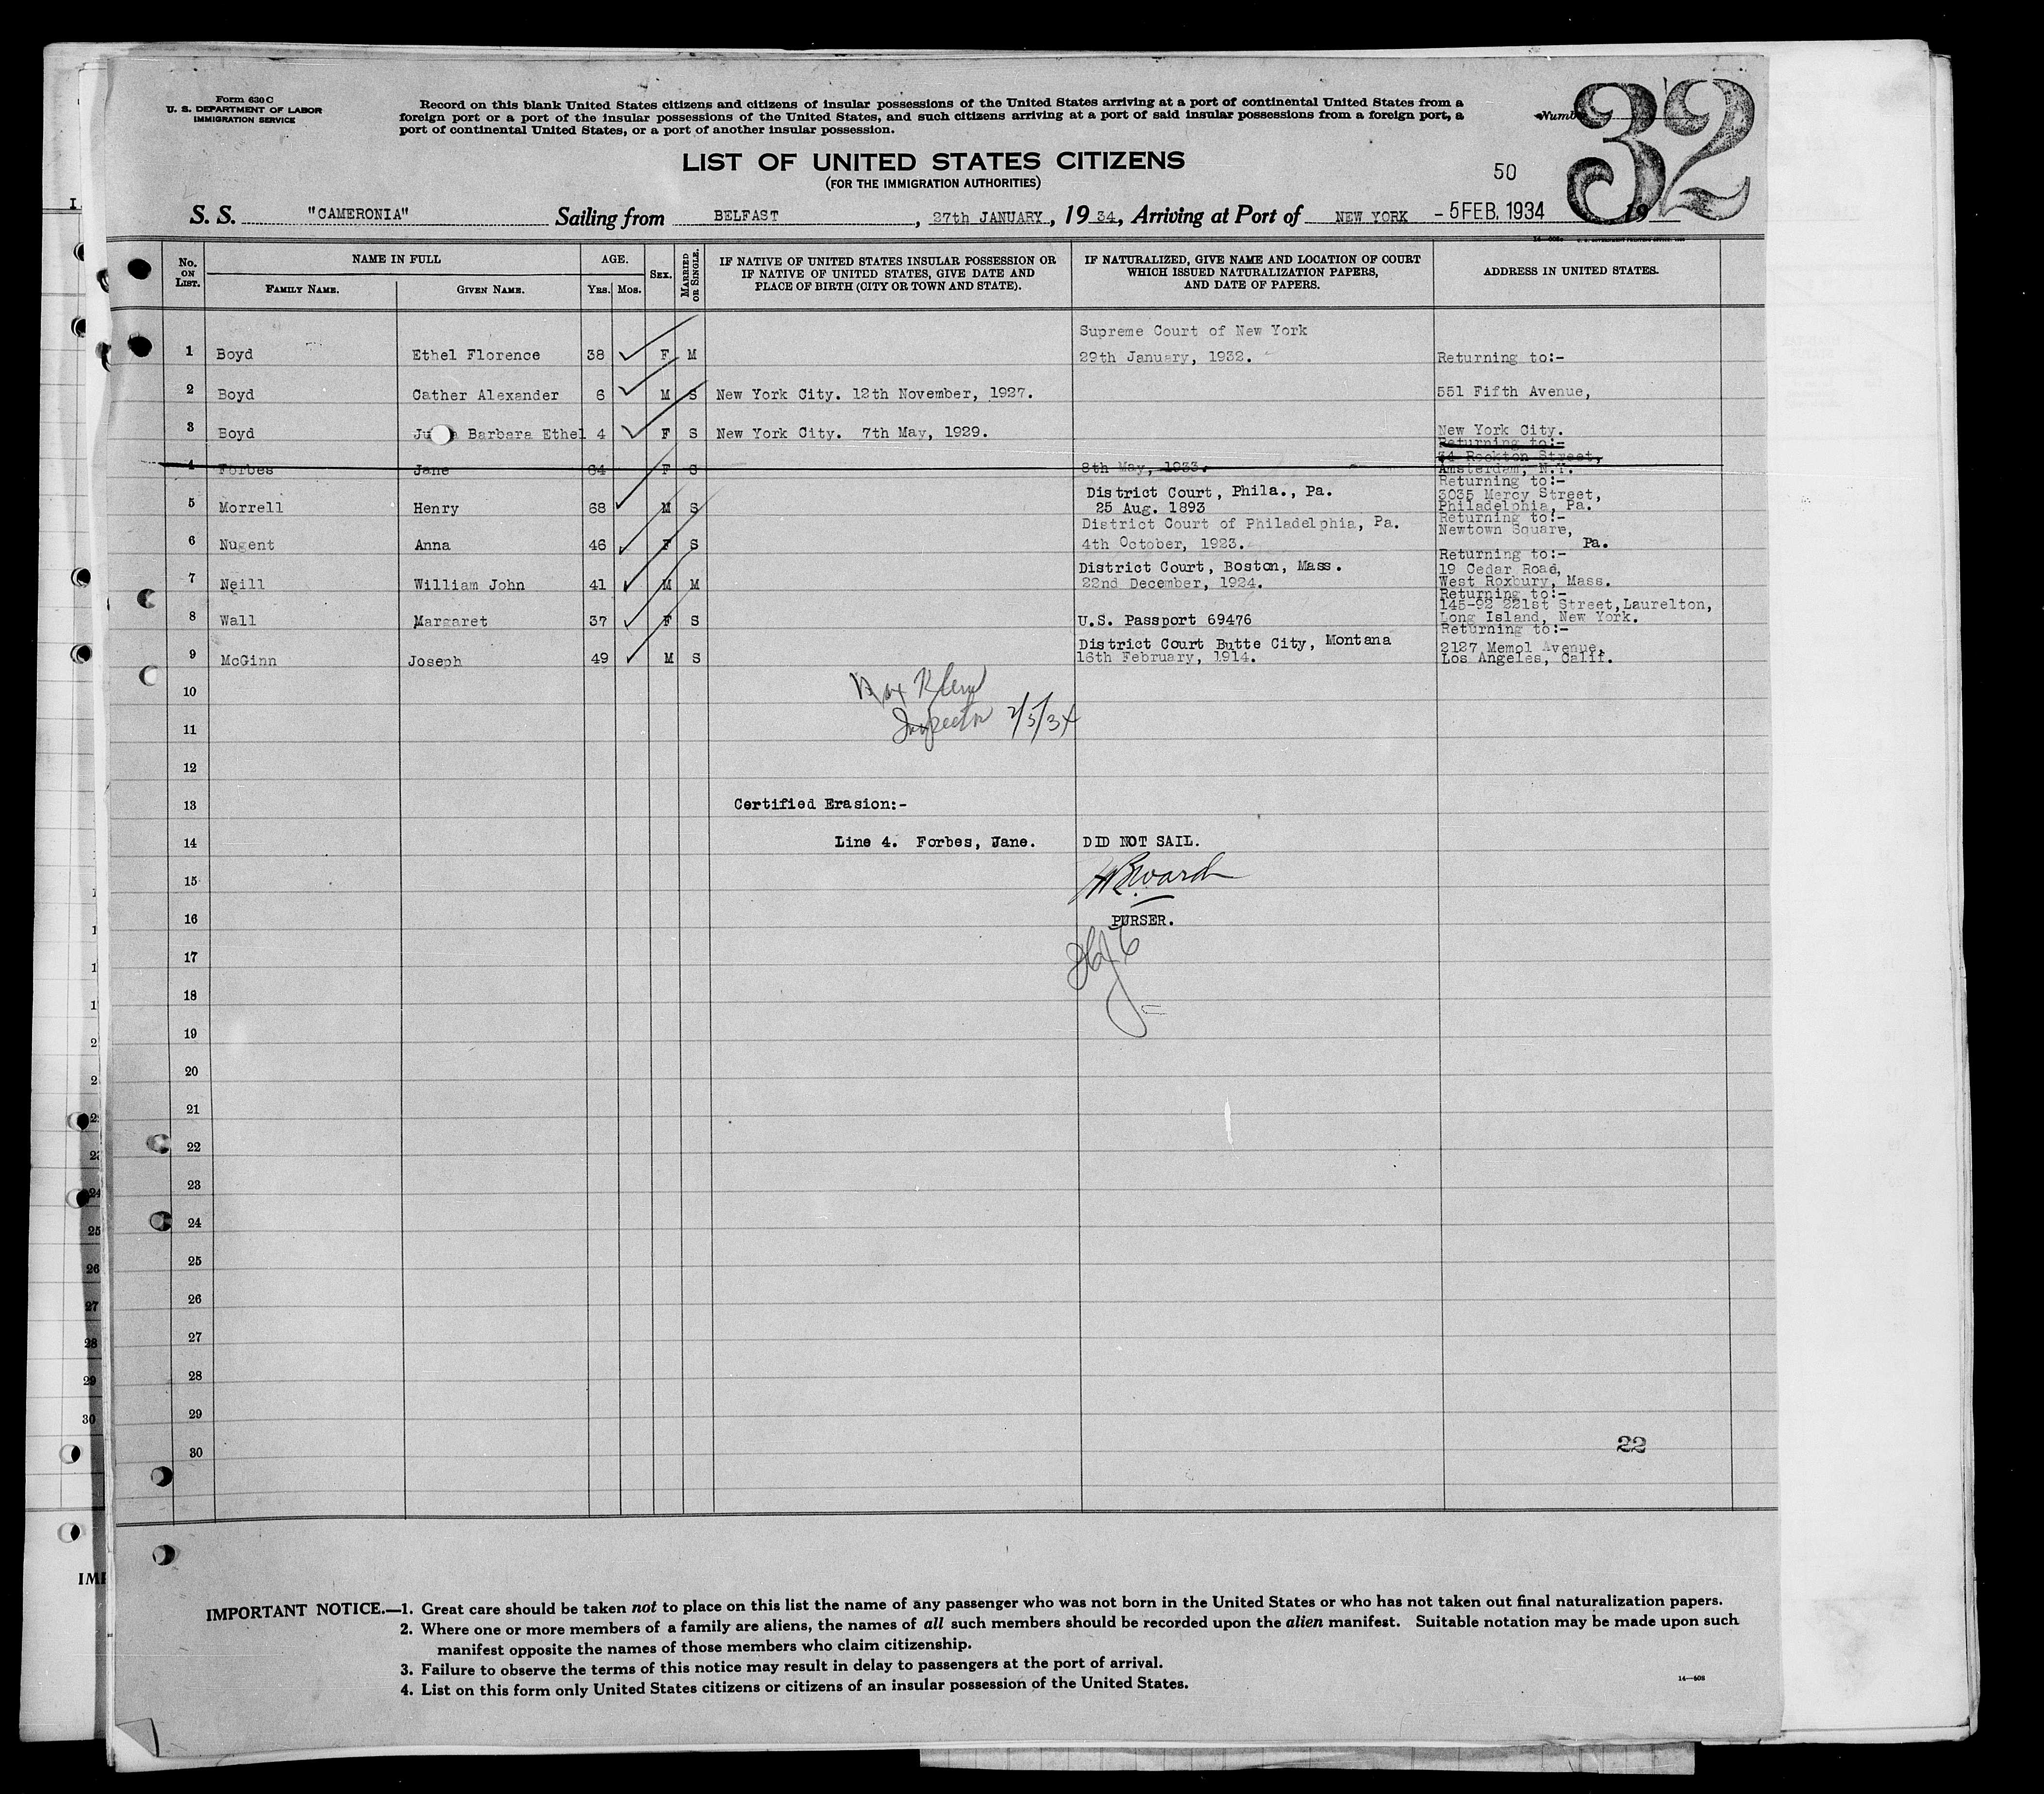 Form 630 C
U. S. DEPARTMENT OF LABOR
IMMIGRATION SERVICE
Record on this blank United States citizens and citizens of insular possessions of the United States arriving at a port of continental United States from a
foreign port or a port of the insular possessions of the United States, and such citizens arriving at a port of said insular possessions from a foreign port, a
port of continental United States, or a port of another insular possession.
32
LIST OF UNITED STATES CITIZENS
(FOR THE IMMIGRATION AUTHORITIES)
50
S. S. "CAMERONIA" Sailing from BELFAST, 27th JANUARY, 1934, Arriving at Port of NEW YORK - 5 FEB. 1934 19
No. ON LIST. NAME IN FULL AGE. SEX. MARRIED OR SINGLE. IF NATIVE OF UNITED STATES INSULAR POSSESSION OR IF NATIVE OF UNITED STATES, GIVE DATE AND PLACE OF BIRTH (CITY OR TOWN AND STATE). IF NATURALIZED, GIVE NAME AND LOCATION OF COURT WHICH ISSUED NATURALIZATION PAPERS, AND DATE OF PAPERS. ADDRESS IN UNITED STATES.
FAMILY NAME. GIVEN NAME. YRS. MOS.
Supreme Court of New York
1 Boyd Ethel Florence 38 F M 29th January, 1932. Returning to:-
2 Boyd Cather Alexander 6 M S New York City. 12th November, 1927. 551 Fifth Avenue,
3 Boyd Barbara Ethel 4 F S New York City. 7th May, 1929. New York City.
Returning to:-
34 Rockton Street,
4 Forbes Jane 64 F S 8th May, 1933. Amsterdam, N.Y.
Returning to:-
District Court, Phila., Pa. 3035 Mercy Street,
5 Morrell Henry 68 M S 25 Aug. 1893 Philadelphia, Pa.
Returning to:-
District Court of Philadelphia, Pa. Newtown Square,
6 Nugent Anna 46 F S 4th October, 1923. Pa.
Returning to:-
District Court, Boston, Mass. 19 Cedar Road,
7 Neill William John 41 M M 22nd December, 1924. West Roxbury, Mass.
Returning to:-
145-92 221st Street, Laurelton,
8 Wall Margaret 37 F S U.S. Passport 69476 Long Island, New York.
Returning to:-
District Court Butte City, Montana 2127 Memol Avenue,
9 McGinn Joseph 49 M S 16th February, 1914. Los Angeles, Calif.
10
Inspector 2/5/34
11
12
13 Certified Erasion:-
14 Line 4. Forbes, Jane. DID NOT SAIL.
15
16 PURSER.
17
18
19
20
21
22
23
24
25
26
27
28
29
30
22
IMPORTANT NOTICE.—1. Great care should be taken not to place on this list the name of any passenger who was not born in the United States or who has not taken out final naturalization papers.
2. Where one or more members of a family are aliens, the names of all such members should be recorded upon the alien manifest. Suitable notation may be made upon such
manifest opposite the names of those members who claim citizenship.
3. Failure to observe the terms of this notice may result in delay to passengers at the port of arrival.
4. List on this form only United States citizens or citizens of an insular possession of the United States.
14—608